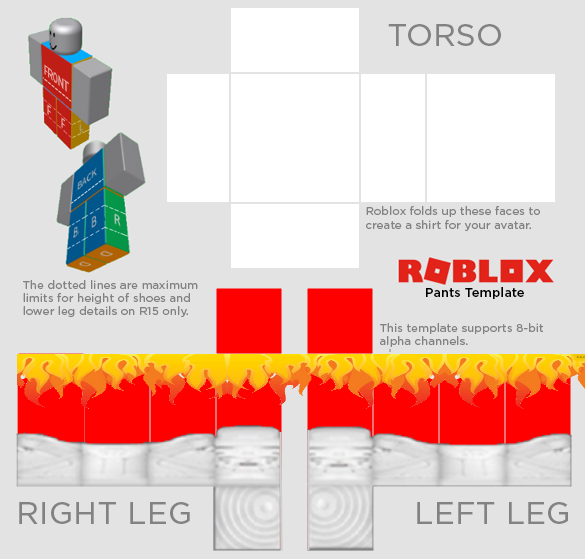 TORSO
FRONT
F F L
BACK
B B R
D D
Roblox folds up these faces to
create a shirt for your avatar.
The dotted lines are maximum
limits for height of shoes and
lower leg details on R15 only.
ROBLOX
Pants Template
This template supports 8-bit
alpha channels.
RIGHT LEG
LEFT LEG